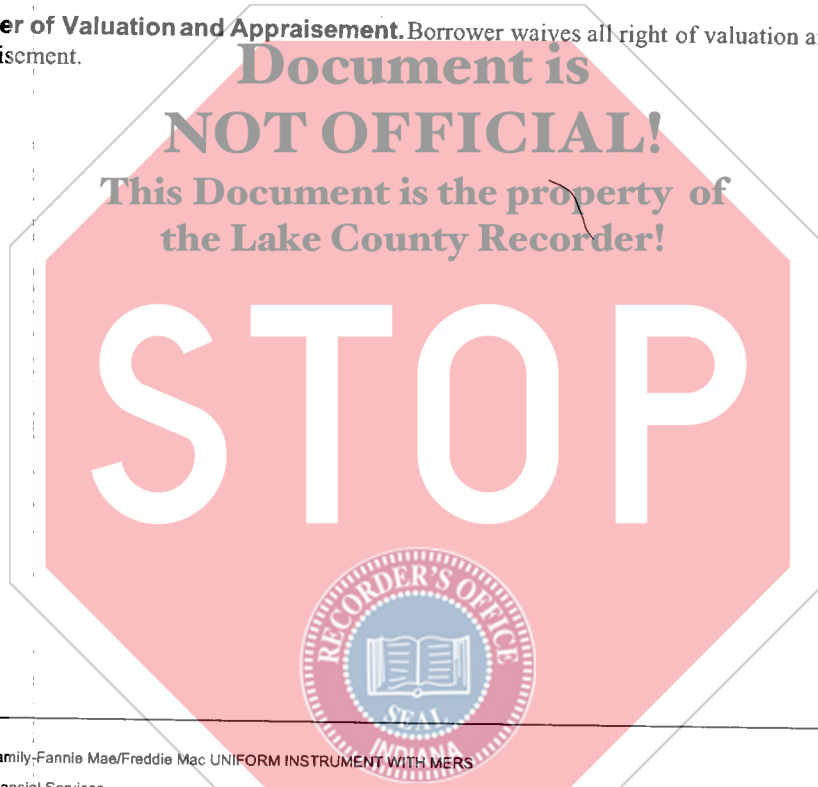 er of Valuation and Appraisement. Borrower waives all right of valuation a
isement.
Document is
NOT OFFICIAL!
This Document is the property of
the Lake County Recorder!
STOP
RECORDER'S OFFICE
SEAL
INDIANA
amily-Fannie Mae/Freddie Mac UNIFORM INSTRUMENT WITH MERS
ancial Services